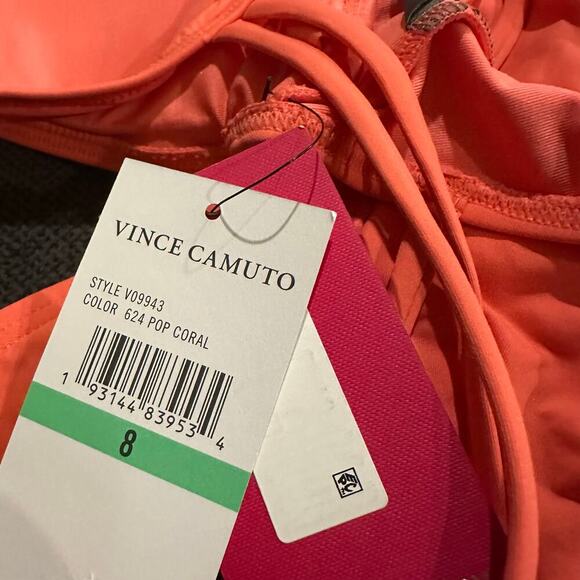 VINCE CAMUTO
STYLE V09943
COLOR 624 POP CORAL
1 93144 83953 4
8